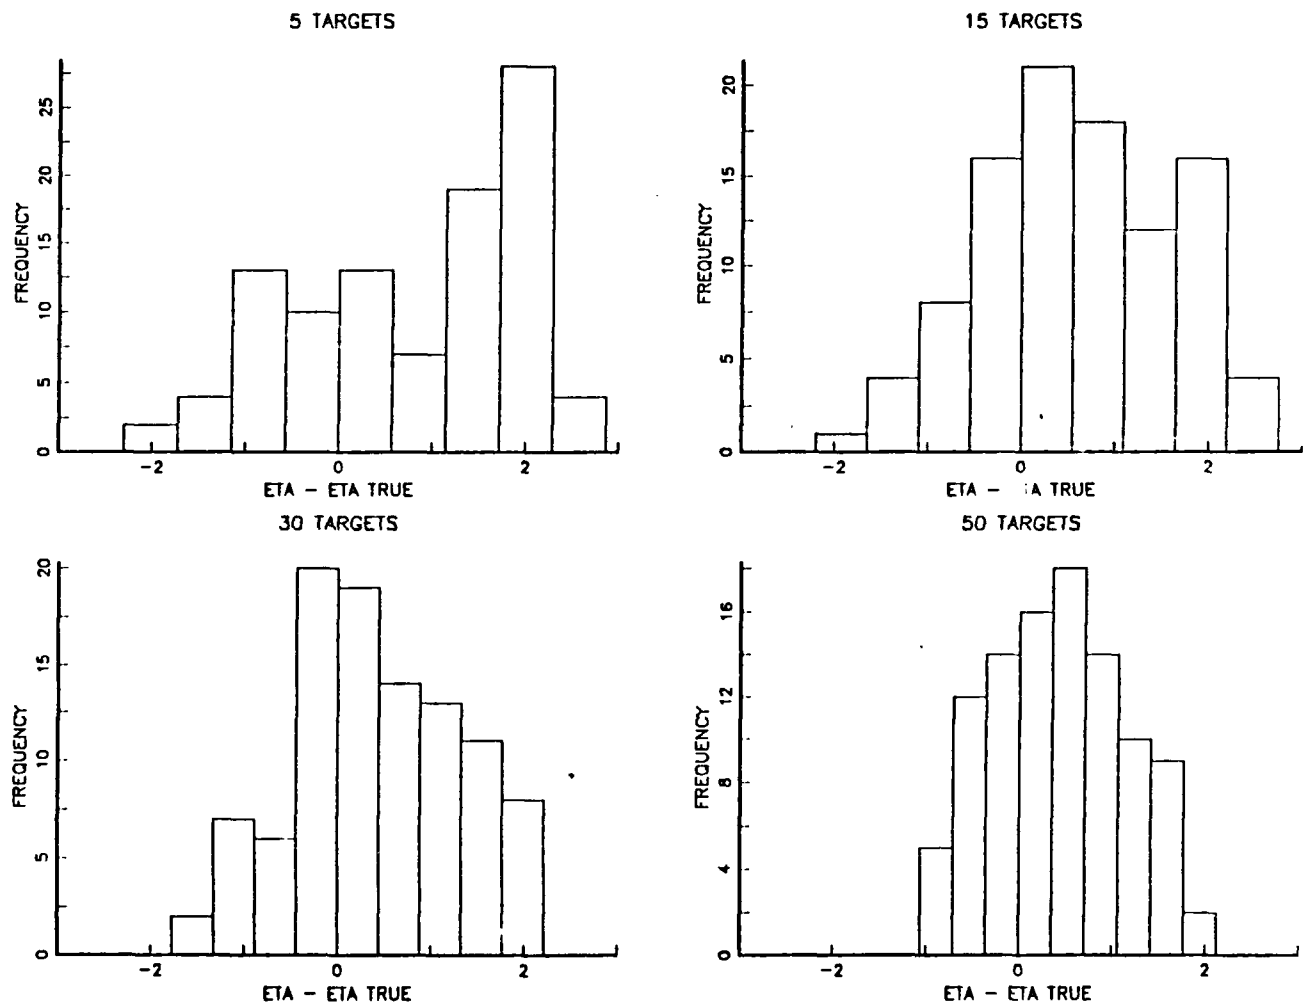 5 TARGETS
FREQUENCY
0 5 10 15 20 25
-2 0 2
ETA - ETA TRUE
15 TARGETS
FREQUENCY
0 5 10 15 20
-2 0 2
ETA - TRUE
30 TARGETS
FREQUENCY
0 5 10 15 20
-2 0 2
ETA - ETA TRUE
50 TARGETS
FREQUENCY
0 4 8 12 16
-2 0 2
ETA - ETA TRUE